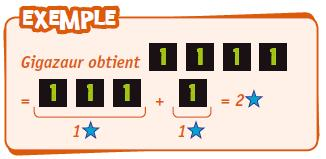 EXEMPLE
Gigazaur obtient 1 1 1 1
= 1 1 1 + 1 = 2
1 1